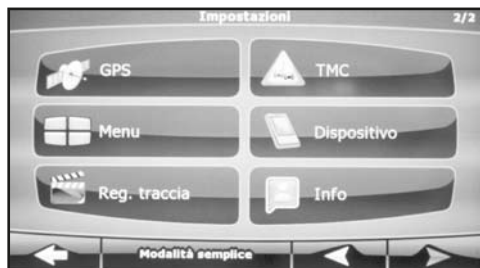 Impostazioni 2/2
GPS
TMC
Menu
Dispositivo
Reg. traccia
Info
Modalità semplice